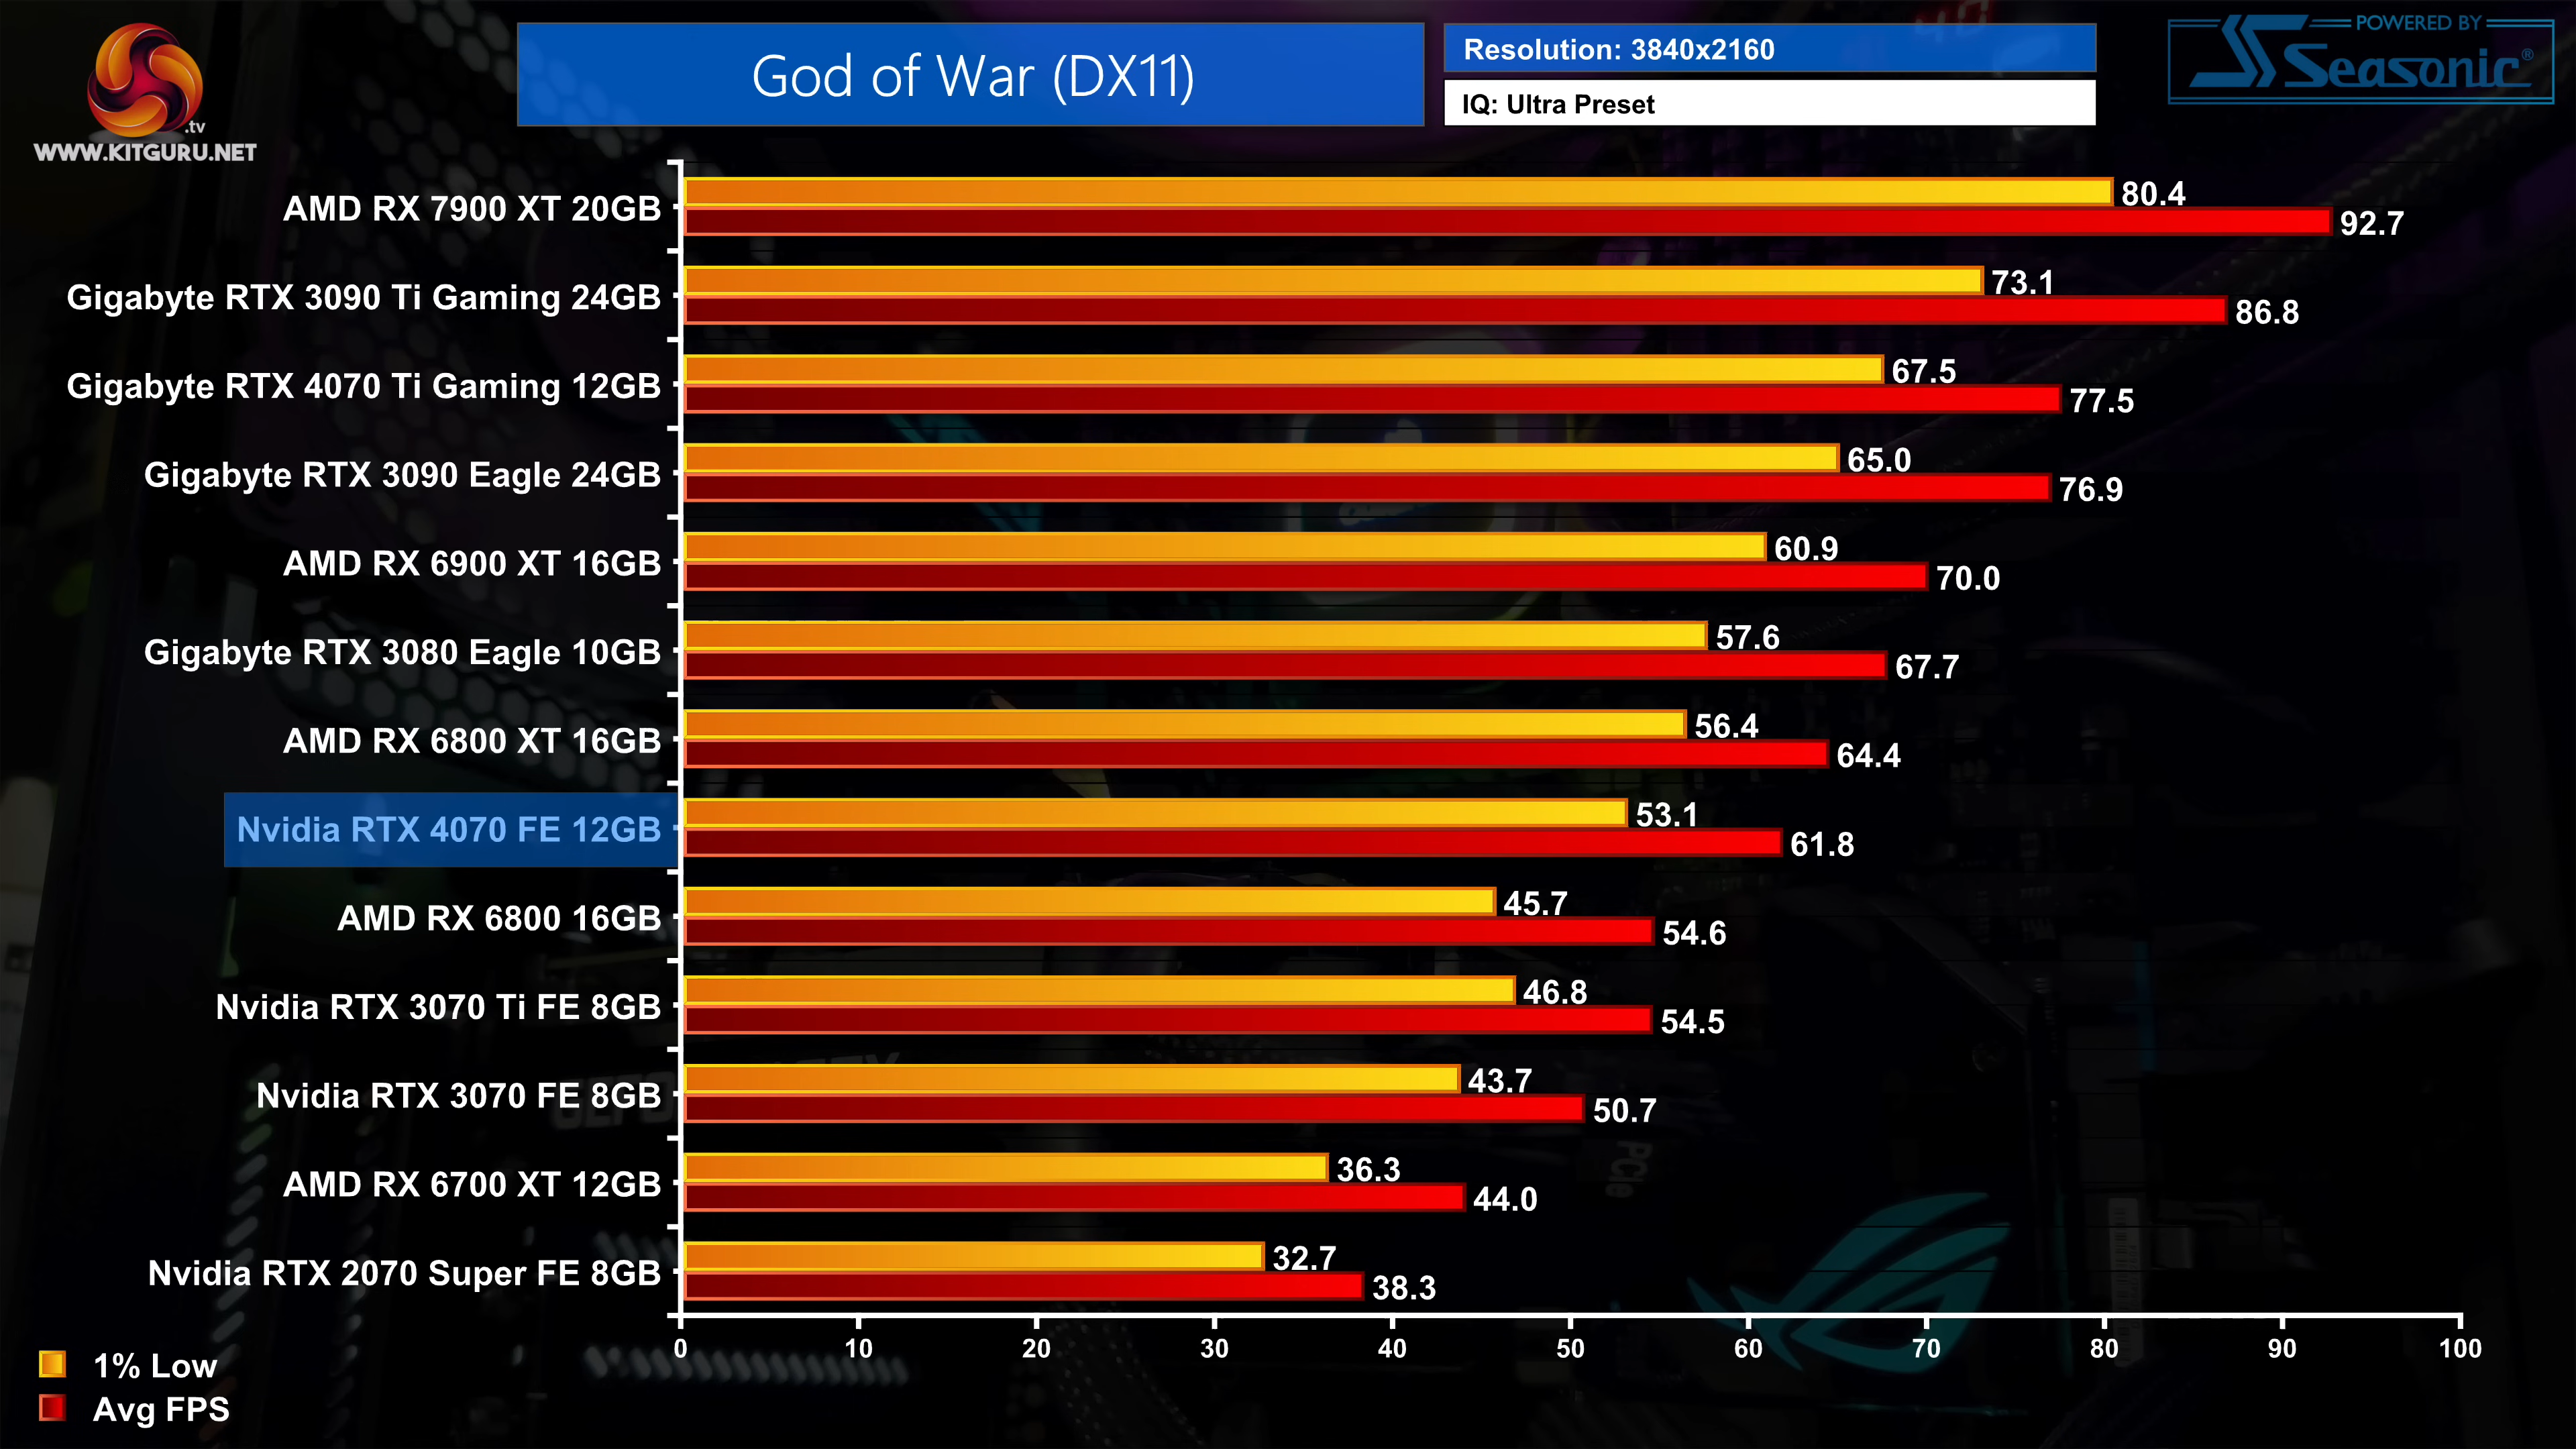 .tv
WWW.KITGURU.NET
God of War (DX11)
Resolution: 3840x2160
IQ: Ultra Preset
POWERED BY
Seasonic®
AMD RX 7900 XT 20GB
80.4
92.7
Gigabyte RTX 3090 Ti Gaming 24GB
73.1
86.8
Gigabyte RTX 4070 Ti Gaming 12GB
67.5
77.5
Gigabyte RTX 3090 Eagle 24GB
65.0
76.9
AMD RX 6900 XT 16GB
60.9
70.0
Gigabyte RTX 3080 Eagle 10GB
57.6
67.7
AMD RX 6800 XT 16GB
56.4
64.4
Nvidia RTX 4070 FE 12GB
53.1
61.8
AMD RX 6800 16GB
45.7
54.6
Nvidia RTX 3070 Ti FE 8GB
46.8
54.5
Nvidia RTX 3070 FE 8GB
43.7
50.7
AMD RX 6700 XT 12GB
36.3
44.0
Nvidia RTX 2070 Super FE 8GB
32.7
38.3
0 10 20 30 40 50 60 70 80 90 100
1% Low
Avg FPS
PCIe